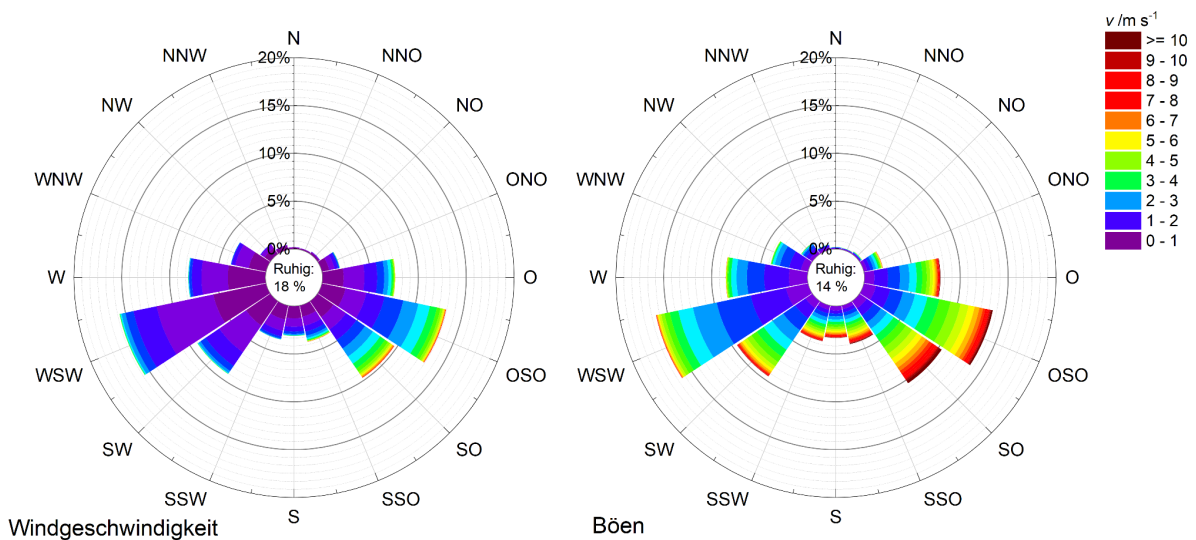 N
NNO
NO
ONO
O
OSO
SO
SSO
S
SSW
SW
WSW
W
WNW
NW
NNW
20%
15%
10%
5%
0%
Ruhig:
18 %
Windgeschwindigkeit
N
NNO
NO
ONO
O
OSO
SO
SSO
S
SSW
SW
WSW
W
WNW
NW
NNW
20%
15%
10%
5%
0%
Ruhig:
14 %
Böen
v /m s⁻¹
>= 10
9 - 10
8 - 9
7 - 8
6 - 7
5 - 6
4 - 5
3 - 4
2 - 3
1 - 2
0 - 1